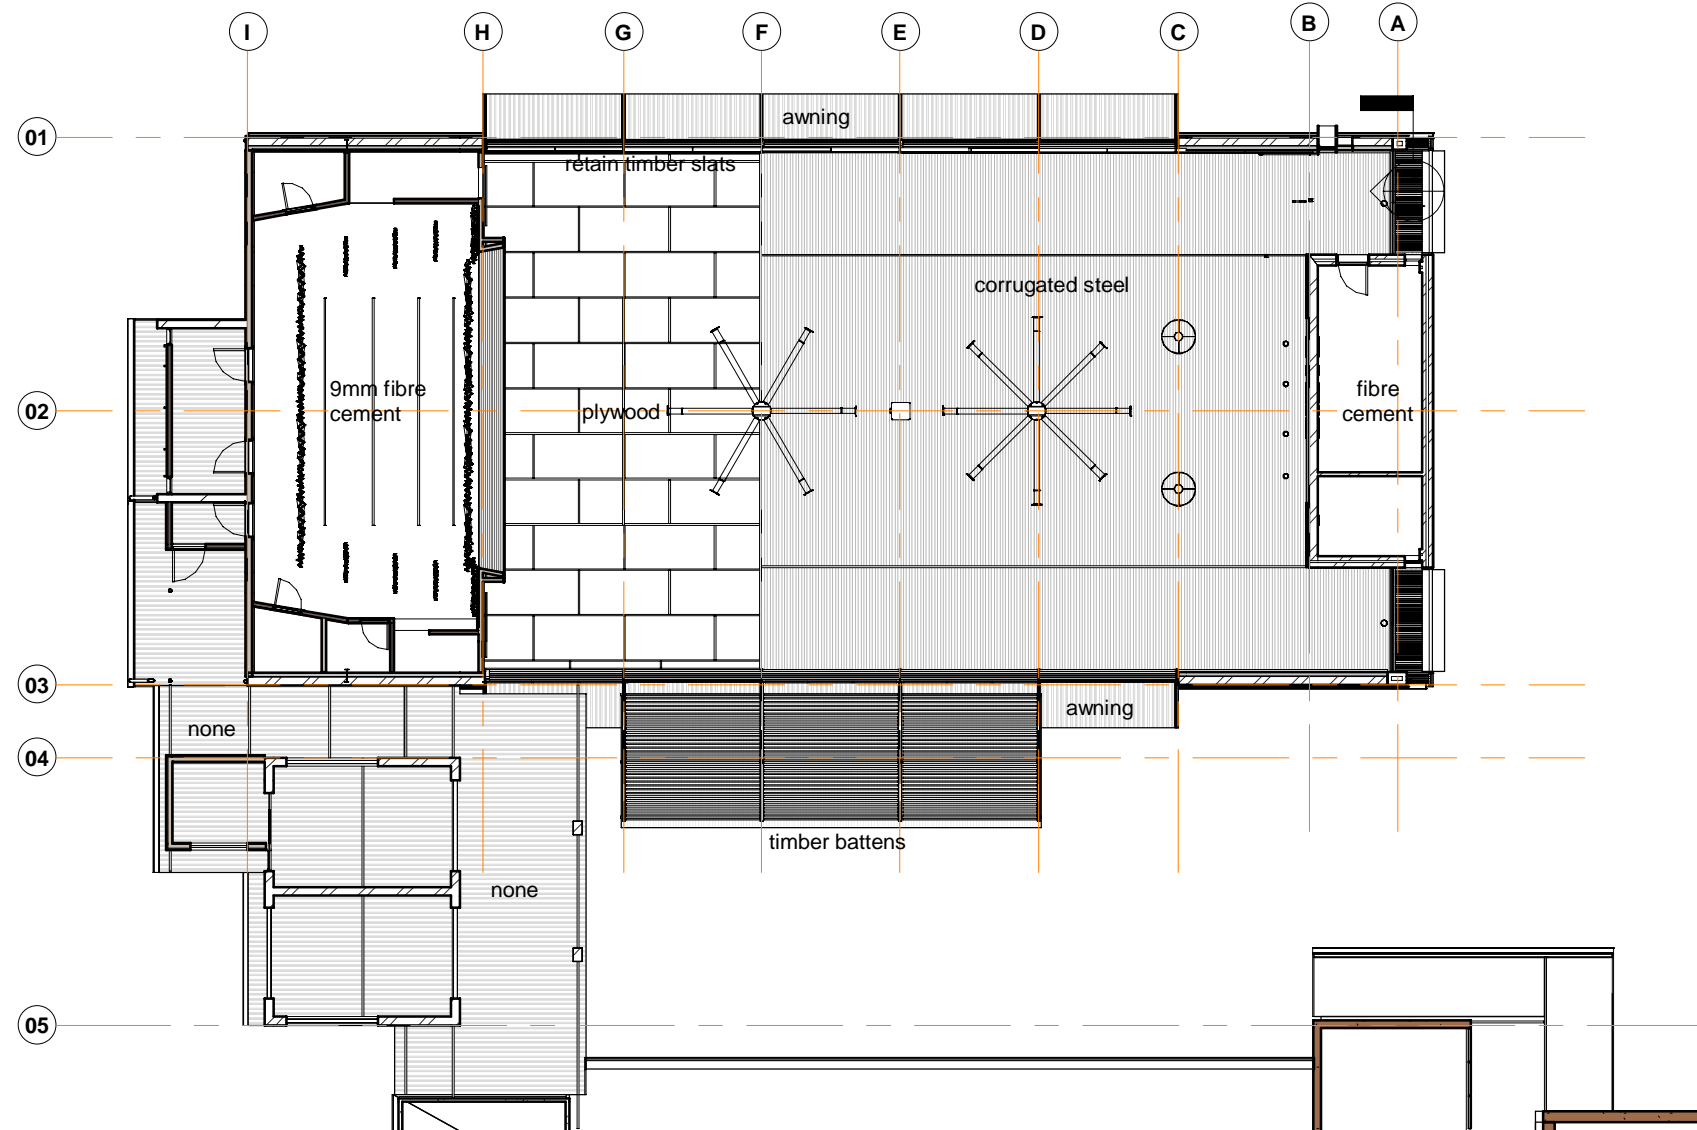 I
H
G
F
E
D
C
B
A
awning
01
retain timber slats
corrugated steel
9mm fibre
cement
fibre
cement
02
plywood
03
awning
none
04
timber battens
none
05